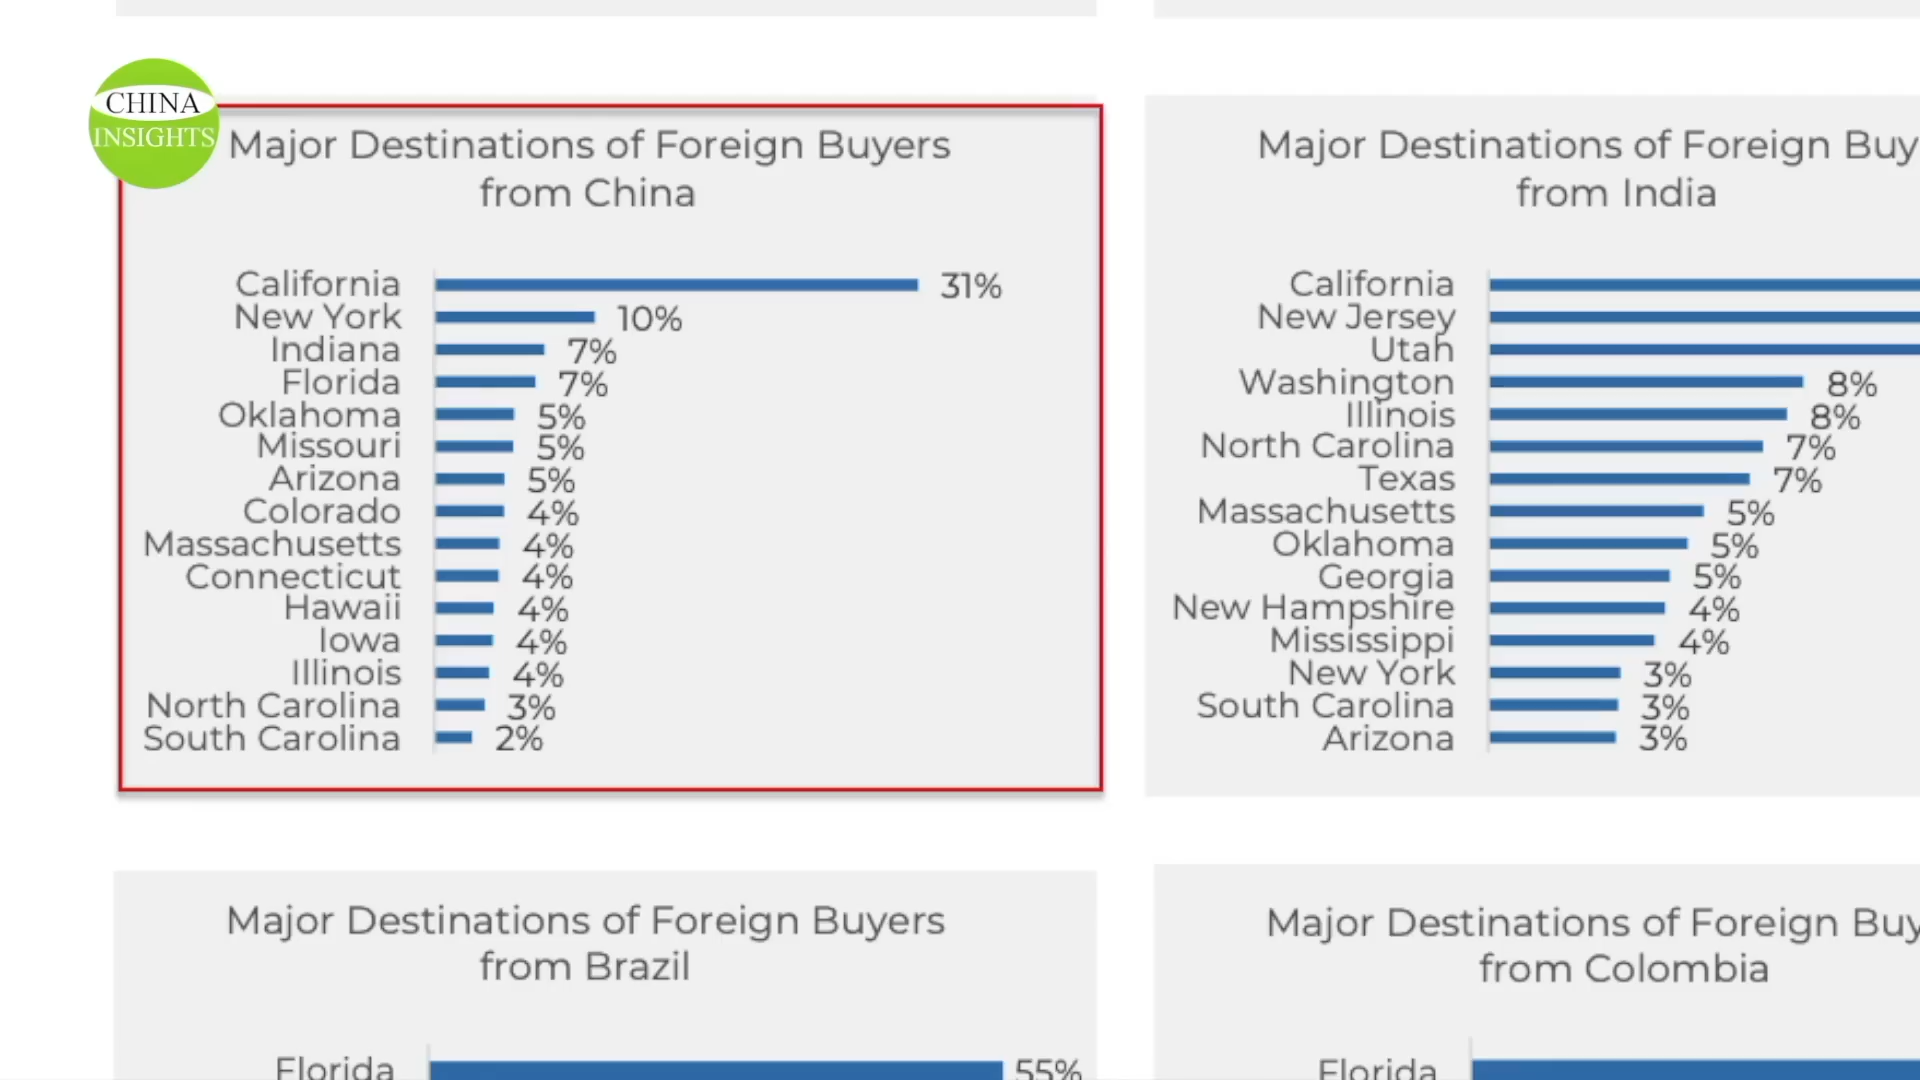 CHINA
INSIGHTS
Major Destinations of Foreign Buyers
from China
California 31%
New York 10%
Indiana 7%
Florida 7%
Oklahoma 5%
Missouri 5%
Arizona 5%
Colorado 4%
Massachusetts 4%
Connecticut 4%
Hawaii 4%
Iowa 4%
Illinois 4%
North Carolina 3%
South Carolina 2%
Major Destinations of Foreign Buy
from India
California
New Jersey
Utah
Washington 8%
Illinois 8%
North Carolina 7%
Texas 7%
Massachusetts 5%
Oklahoma 5%
Georgia 5%
New Hampshire 4%
Mississippi 4%
New York 3%
South Carolina 3%
Arizona 3%
Major Destinations of Foreign Buyers
from Brazil
Florida 55%
Major Destinations of Foreign Buy
from Colombia
Florida